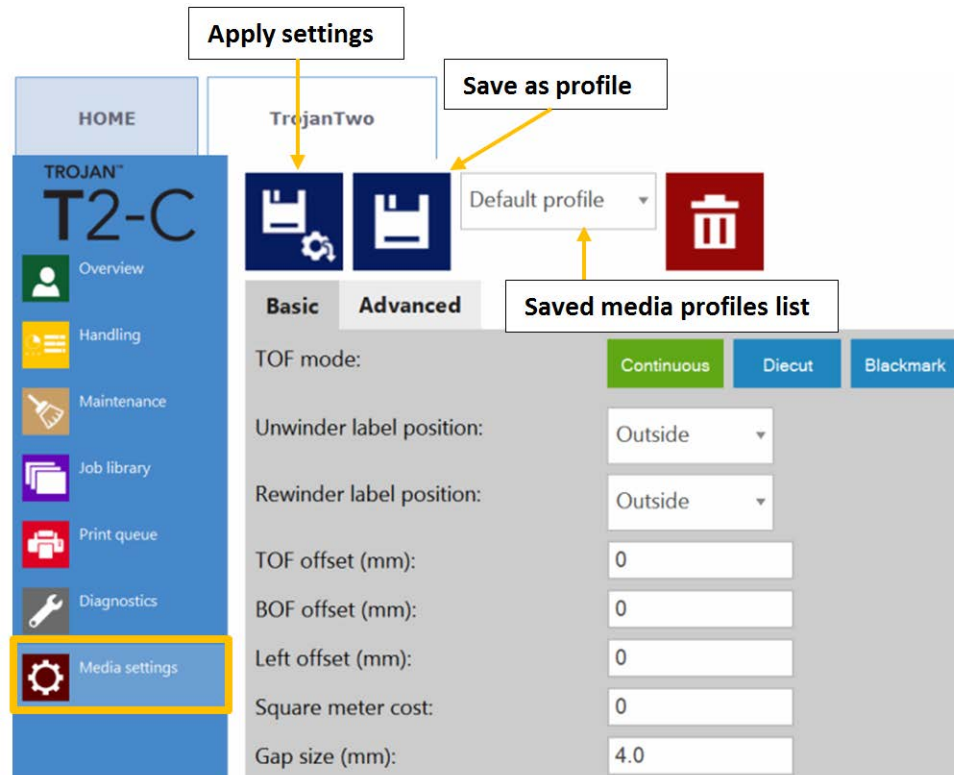 Apply settings
Save as profile
HOME
TrojanTwo
TROJAN™
T2-C
Default profile
Saved media profiles list
Overview
Handling
Maintenance
Job library
Print queue
Diagnostics
Media settings
Basic Advanced
TOF mode: Continuous Diecut Blackmark
Unwinder label position: Outside
Rewinder label position: Outside
TOF offset (mm): 0
BOF offset (mm): 0
Left offset (mm): 0
Square meter cost: 0
Gap size (mm): 4.0